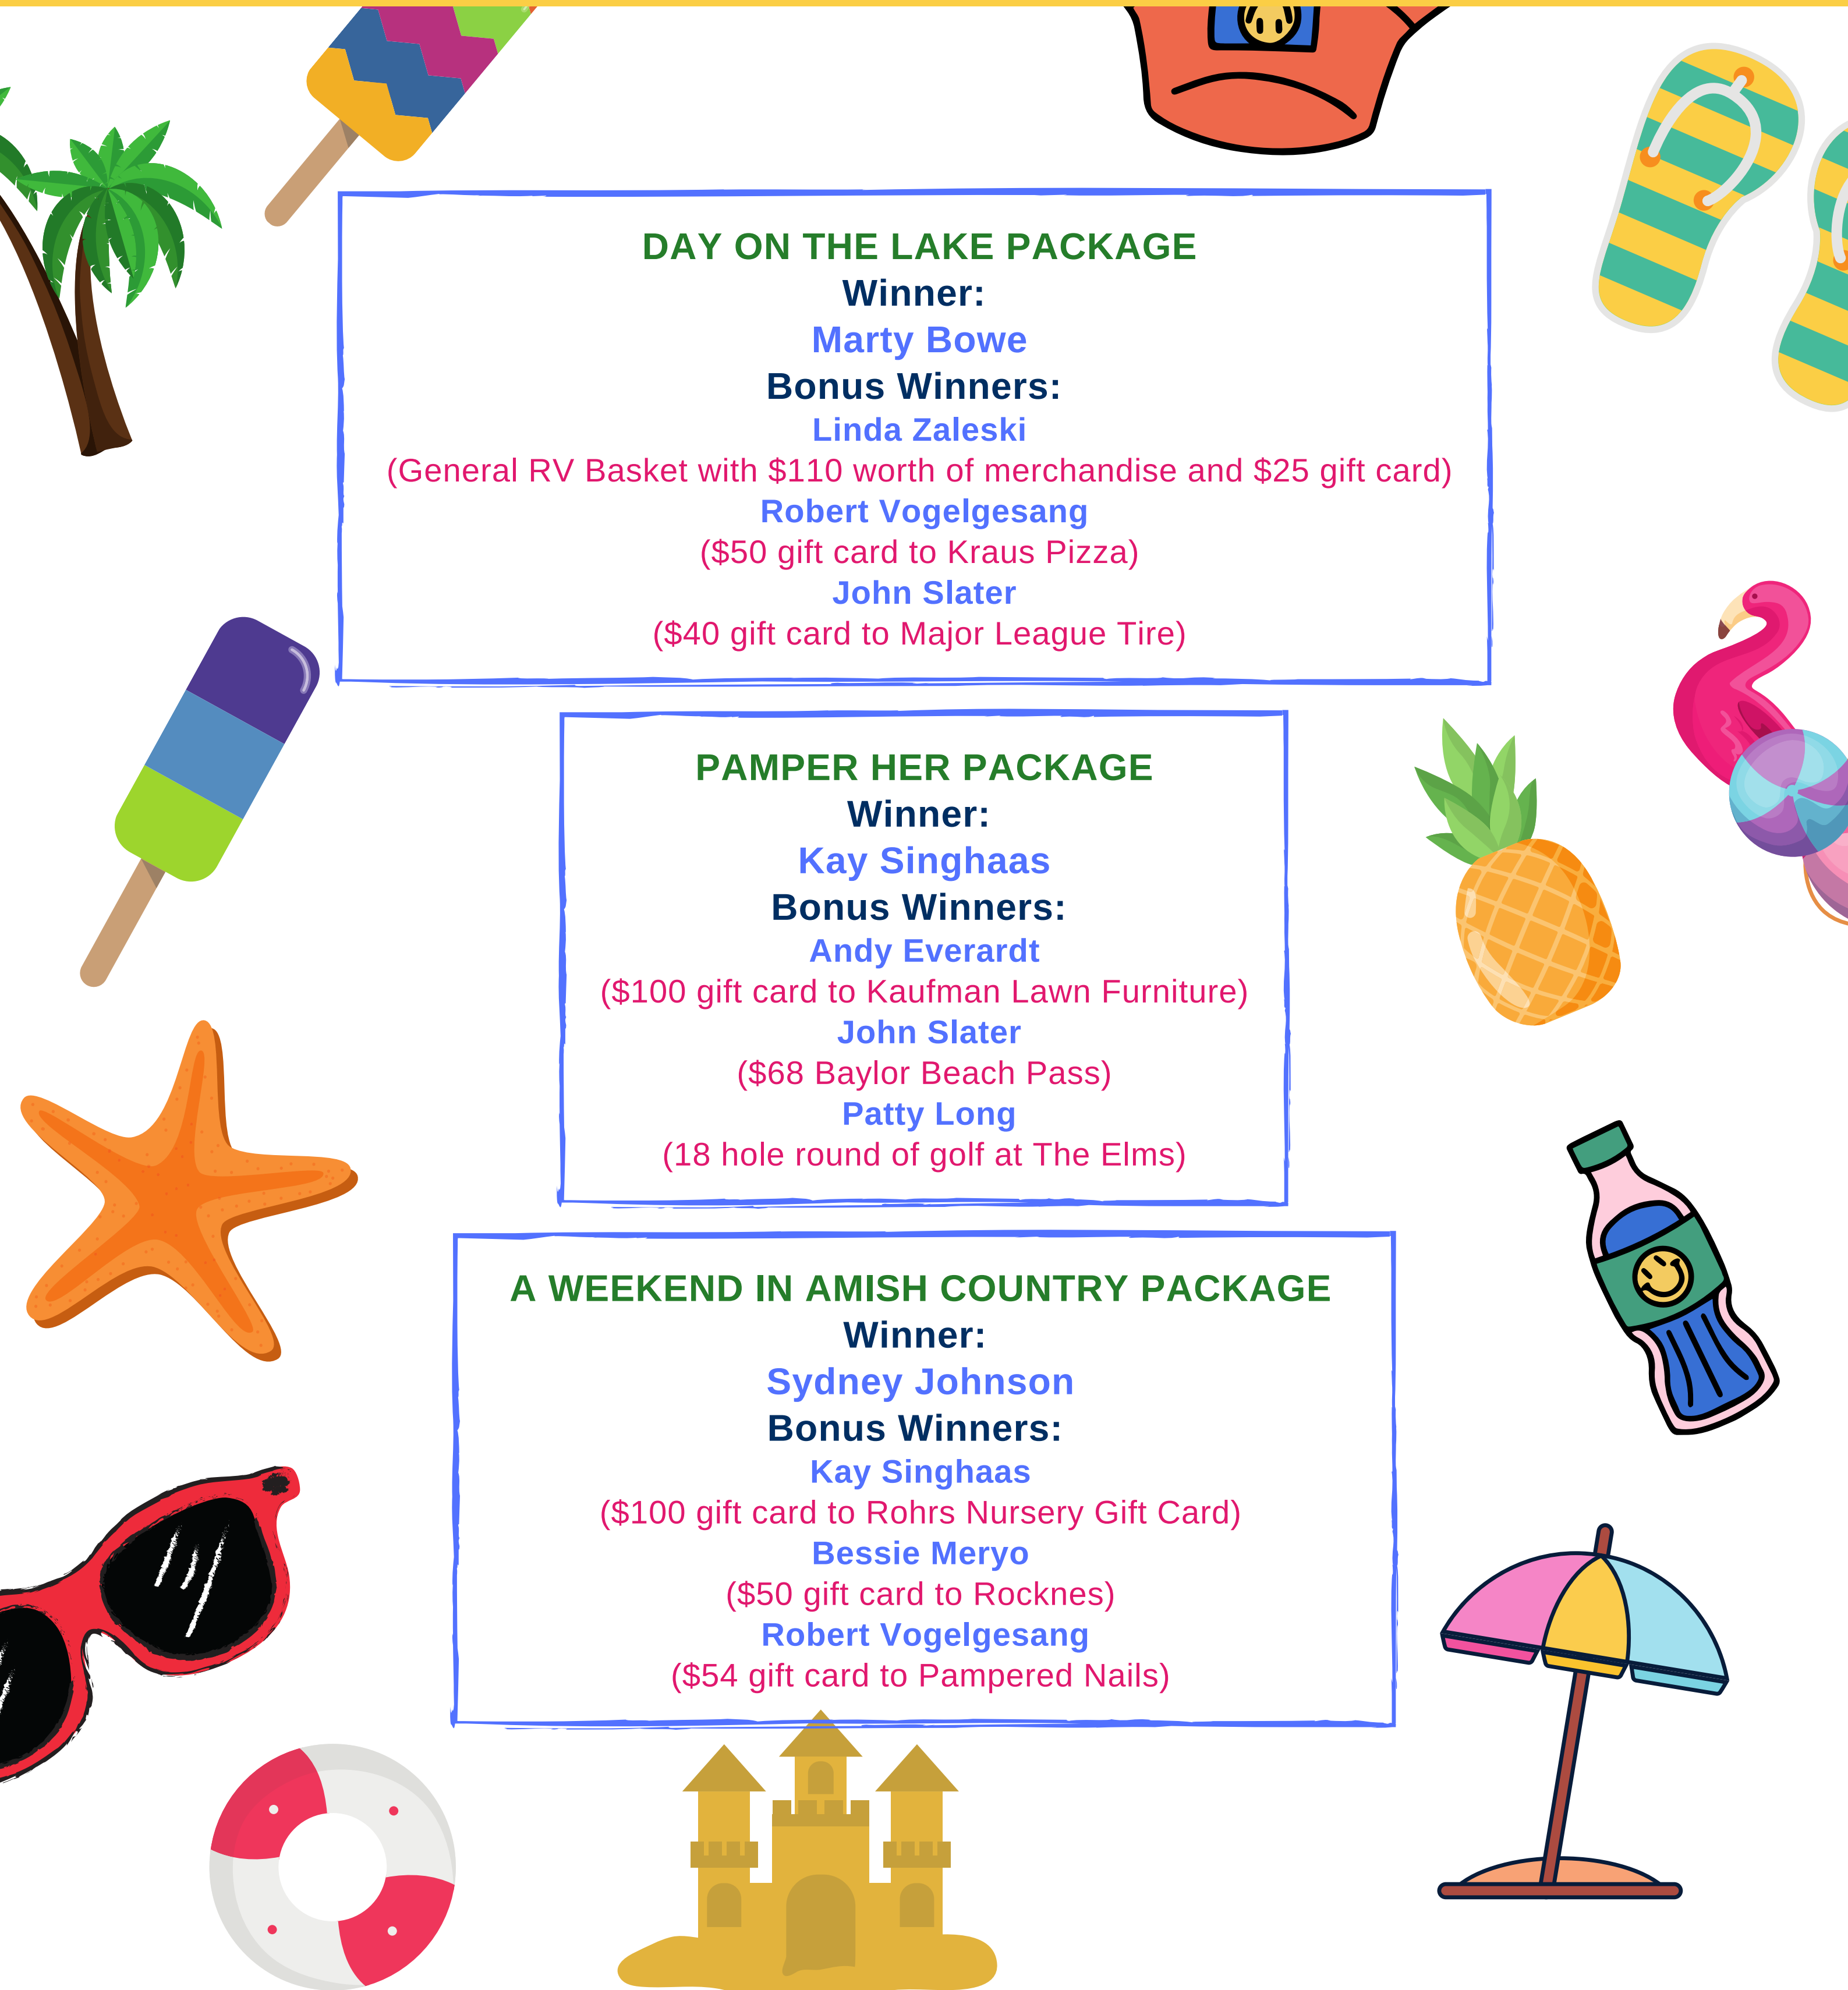 DAY ON THE LAKE PACKAGE
Winner:
Marty Bowe
Bonus Winners:
Linda Zaleski
(General RV Basket with $110 worth of merchandise and $25 gift card)
Robert Vogelgesang
($50 gift card to Kraus Pizza)
John Slater
($40 gift card to Major League Tire)
PAMPER HER PACKAGE
Winner:
Kay Singhaas
Bonus Winners:
Andy Everardt
($100 gift card to Kaufman Lawn Furniture)
John Slater
($68 Baylor Beach Pass)
Patty Long
(18 hole round of golf at The Elms)
A WEEKEND IN AMISH COUNTRY PACKAGE
Winner:
Sydney Johnson
Bonus Winners:
Kay Singhaas
($100 gift card to Rohrs Nursery Gift Card)
Bessie Meryo
($50 gift card to Rocknes)
Robert Vogelgesang
($54 gift card to Pampered Nails)